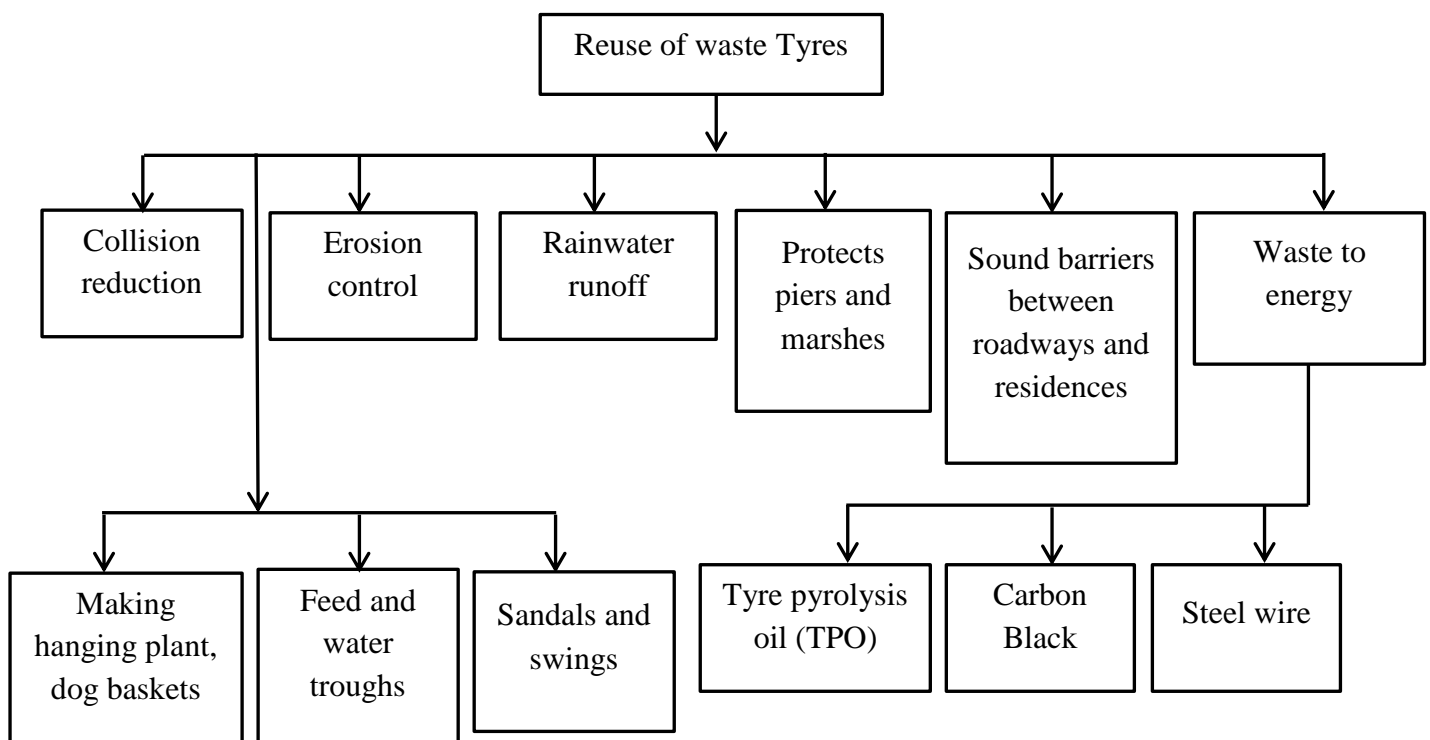 Reuse of waste Tyres
Collision
reduction
Erosion
control
Rainwater
runoff
Protects
piers and
marshes
Sound barriers
between
roadways and
residences
Waste to
energy
Making
hanging plant,
dog baskets
Feed and
water
troughs
Sandals and
swings
Tyre pyrolysis
oil (TPO)
Carbon
Black
Steel wire